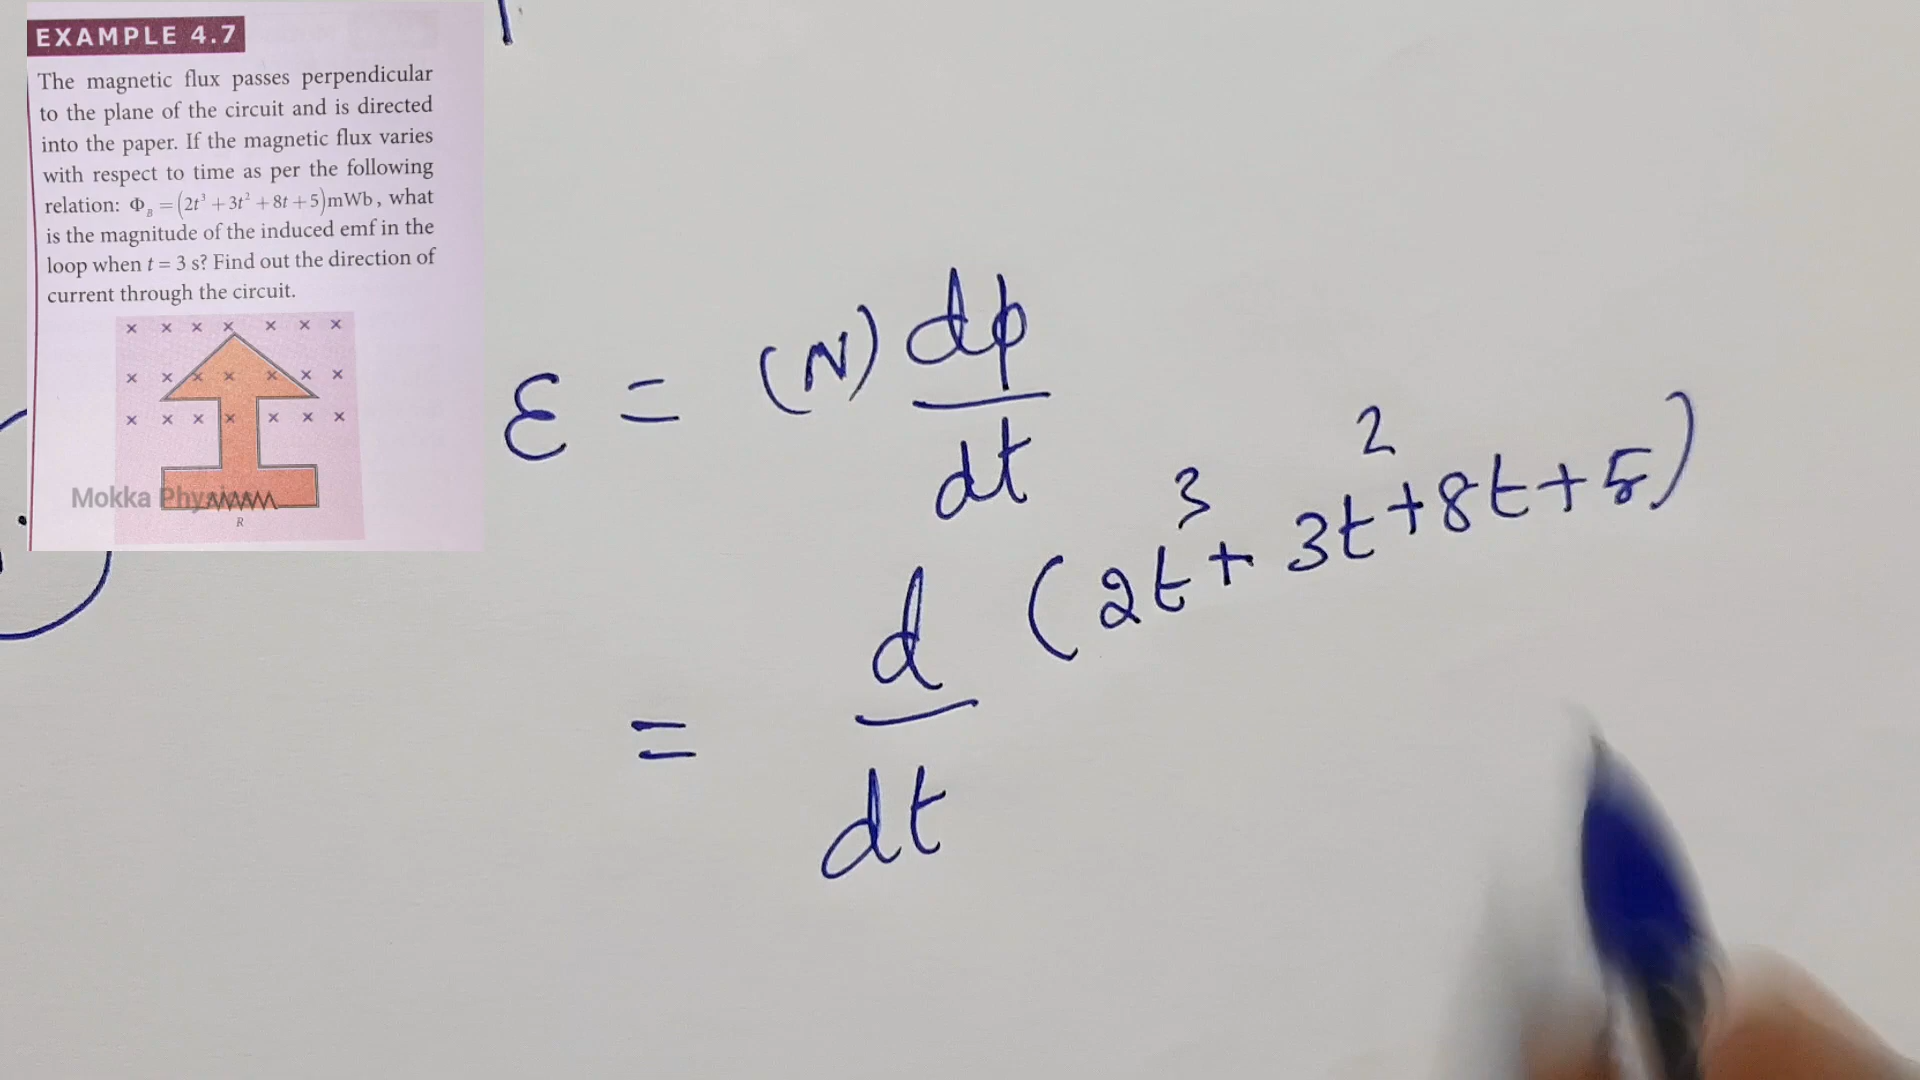 EXAMPLE 4.7
The magnetic flux passes perpendicular
to the plane of the circuit and is directed
into the paper. If the magnetic flux varies
with respect to time as per the following
relation: Φ_B = (2t³ + 3t² + 8t + 5)mWb, what
is the magnitude of the induced emf in the
loop when t = 3 s? Find out the direction of
current through the circuit.
× × × × × × ×
× × × × × × ×
× × × × × × ×
Mokka Physics
R
ε = (N) dϕ/dt
= d/dt (2t³ + 3t² + 8t + 5)